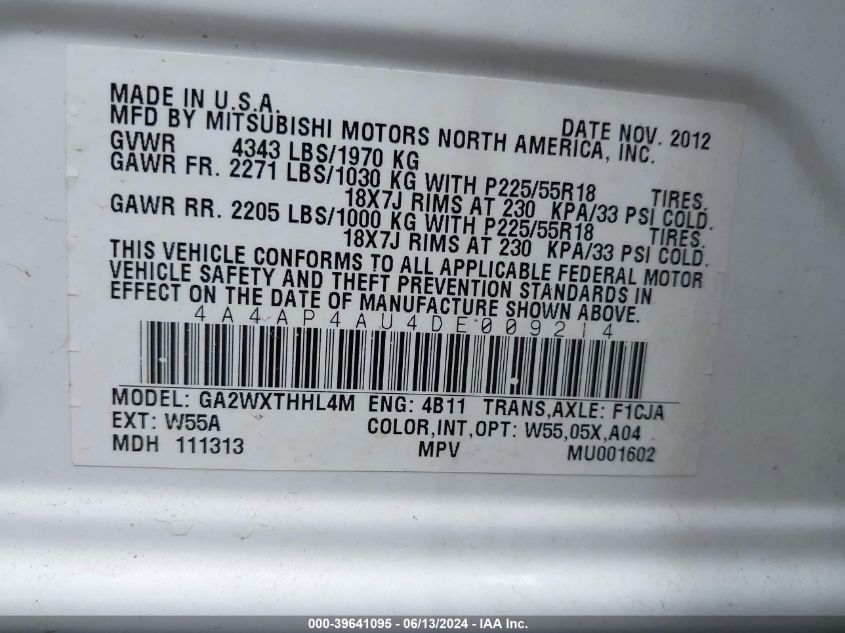 MADE IN U.S.A. DATE NOV. 2012
MFD BY MITSUBISHI MOTORS NORTH AMERICA, INC.
GVWR 4343 LBS/1970 KG
GAWR FR. 2271 LBS/1030 KG WITH P225/55R18 TIRES.
18X7J RIMS AT 230 KPA/33 PSI COLD.
GAWR RR. 2205 LBS/1000 KG WITH P225/55R18 TIRES.
18X7J RIMS AT 230 KPA/33 PSI COLD.
THIS VEHICLE CONFORMS TO ALL APPLICABLE FEDERAL MOTOR
VEHICLE SAFETY AND THEFT PREVENTION STANDARDS IN
EFFECT ON THE DATE OF MANUFACTURE SHOWN ABOVE.
4A4AP4AU4DE009214
MODEL: GA2WXTHHL4M ENG: 4B11 TRANS,AXLE: F1CJA
EXT: W55A COLOR,INT,OPT: W55,05X,A04
MDH 111313 MPV MU001602
000-39641095 - 06/13/2024 - IAA Inc.